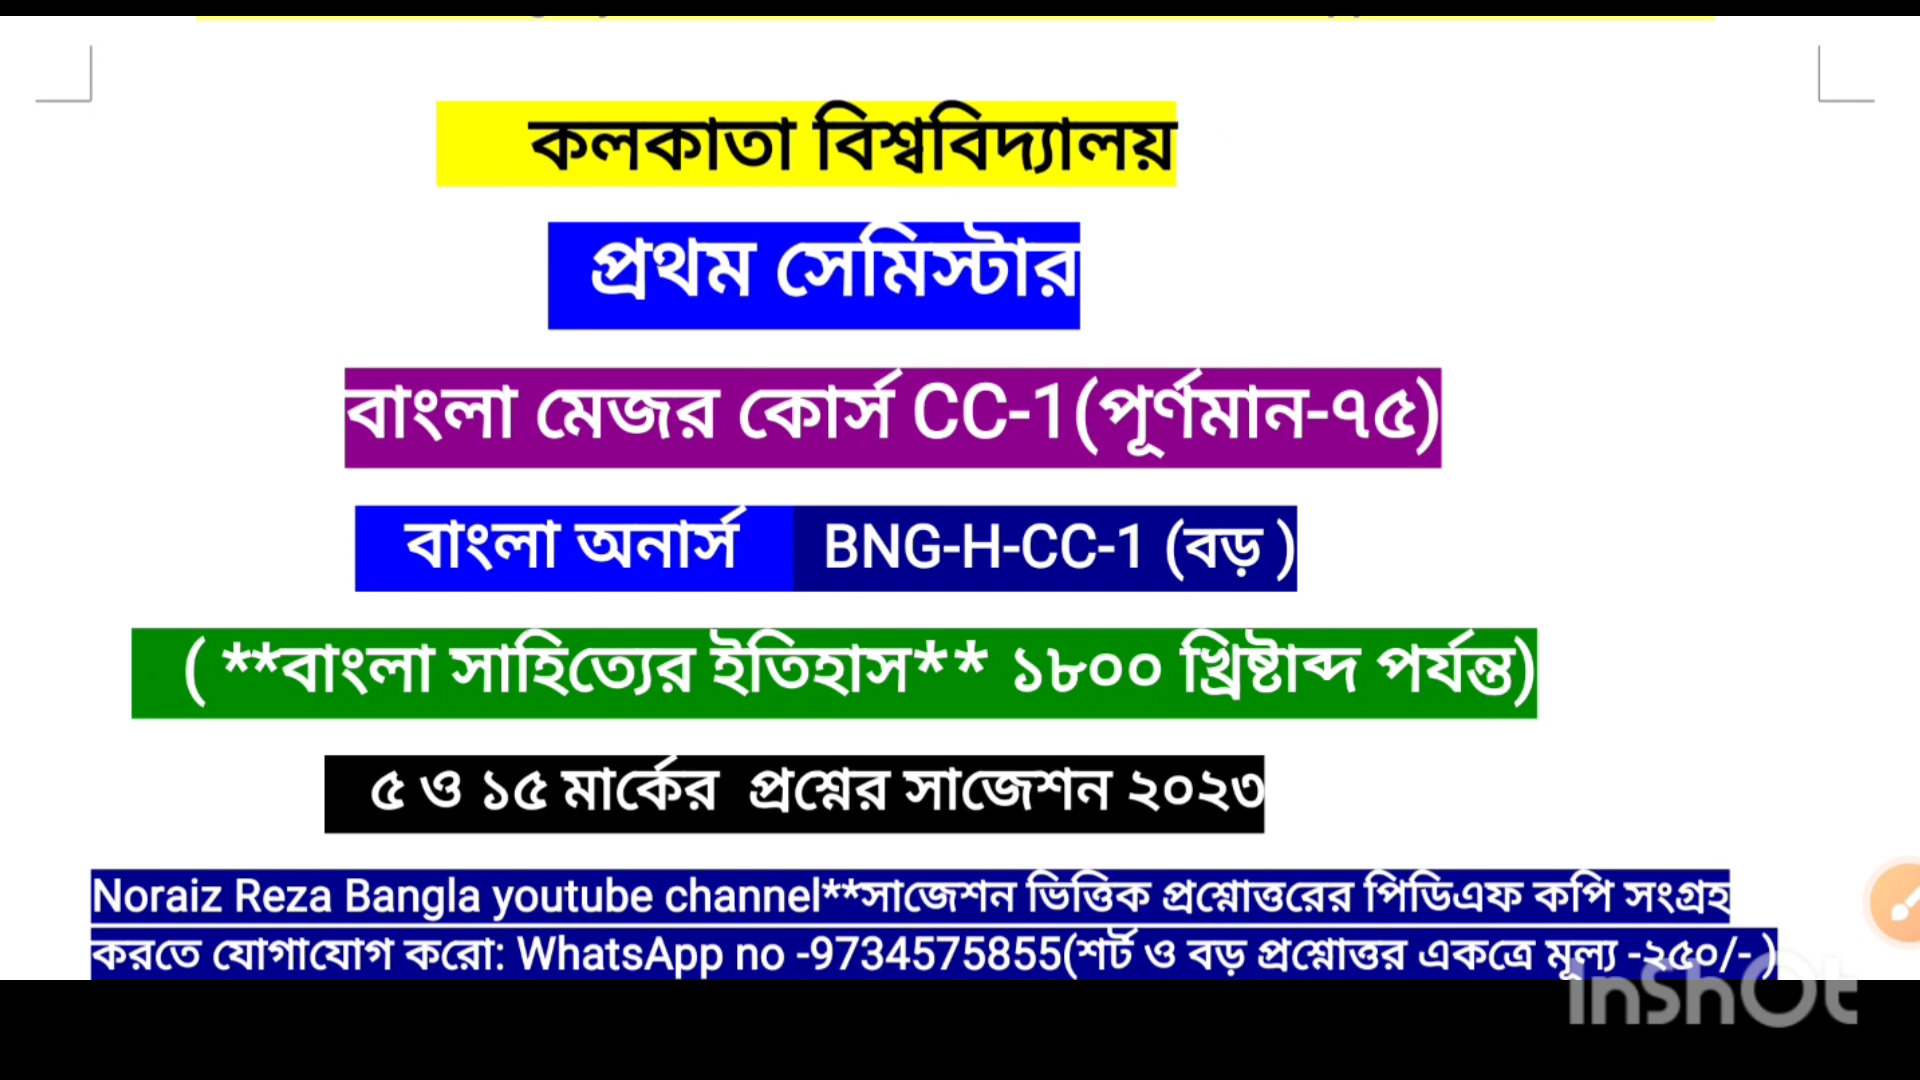 কলকাতা বিশ্ববিদ্যালয়
প্রথম সেমিস্টার
বাংলা মেজর কোর্স CC-1(পূর্ণমান-৭৫)
বাংলা অনার্স BNG-H-CC-1 (বড় )
( **বাংলা সাহিত্যের ইতিহাস** ১৮০০ খ্রিষ্টাব্দ পর্যন্ত)
৫ ও ১৫ মার্কের প্রশ্নের সাজেশন ২০২৩
Noraiz Reza Bangla youtube channel**সাজেশন ভিত্তিক প্রশ্নোত্তরের পিডিএফ কপি সংগ্রহ
করতে যোগাযোগ করো: WhatsApp no -9734575855(শর্ট ও বড় প্রশ্নোত্তর একত্রে মূল্য -২৫০/- )
InShOt